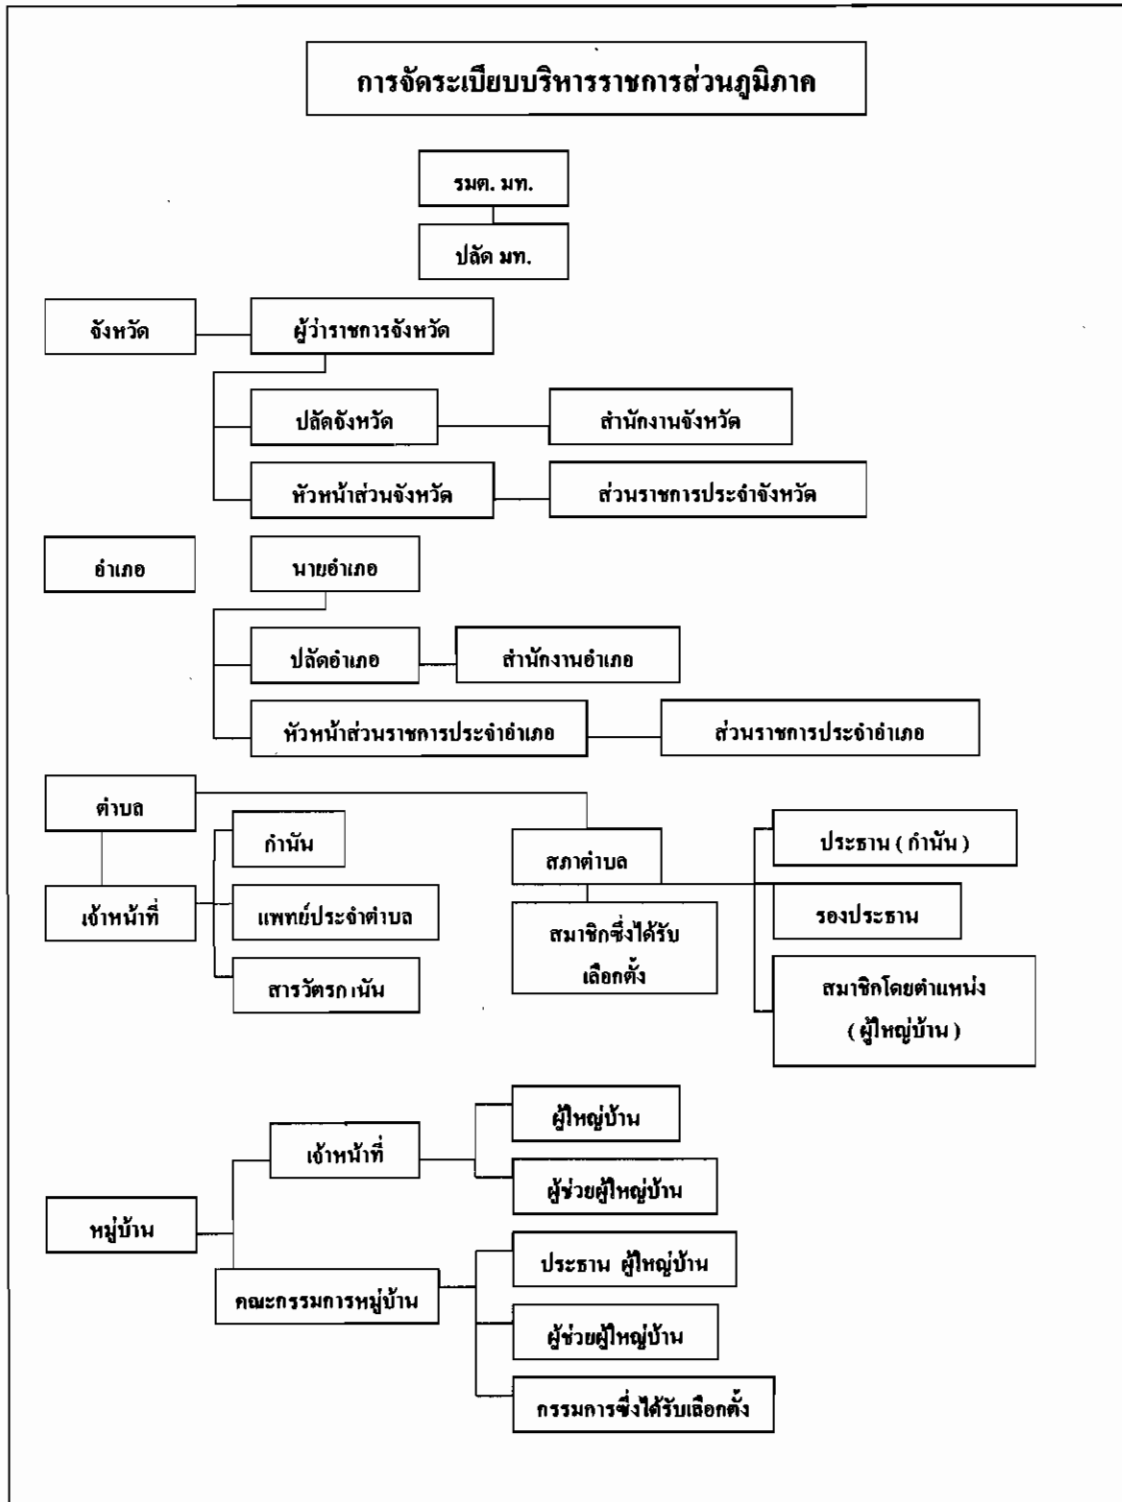 การจัดระเบียบบริหารราชการส่วนภูมิภาค
รมต. มท.
ปลัด มท.
จังหวัด
ผู้ว่าราชการจังหวัด
ปลัดจังหวัด
สำนักงานจังหวัด
หัวหน้าส่วนจังหวัด
ส่วนราชการประจำจังหวัด
อำเภอ
นายอำเภอ
ปลัดอำเภอ
สำนักงานอำเภอ
หัวหน้าส่วนราชการประจำอำเภอ
ส่วนราชการประจำอำเภอ
ตำบล
เจ้าหน้าที่
กำนัน
แพทย์ประจำตำบล
สารวัตรกำนัน
สภาตำบล
สมาชิกซึ่งได้รับ
เลือกตั้ง
ประธาน ( กำนัน )
รองประธาน
สมาชิกโดยตำแหน่ง
( ผู้ใหญ่บ้าน )
หมู่บ้าน
เจ้าหน้าที่
ผู้ใหญ่บ้าน
ผู้ช่วยผู้ใหญ่บ้าน
คณะกรรมการหมู่บ้าน
ประธาน ผู้ใหญ่บ้าน
ผู้ช่วยผู้ใหญ่บ้าน
กรรมการซึ่งได้รับเลือกตั้ง